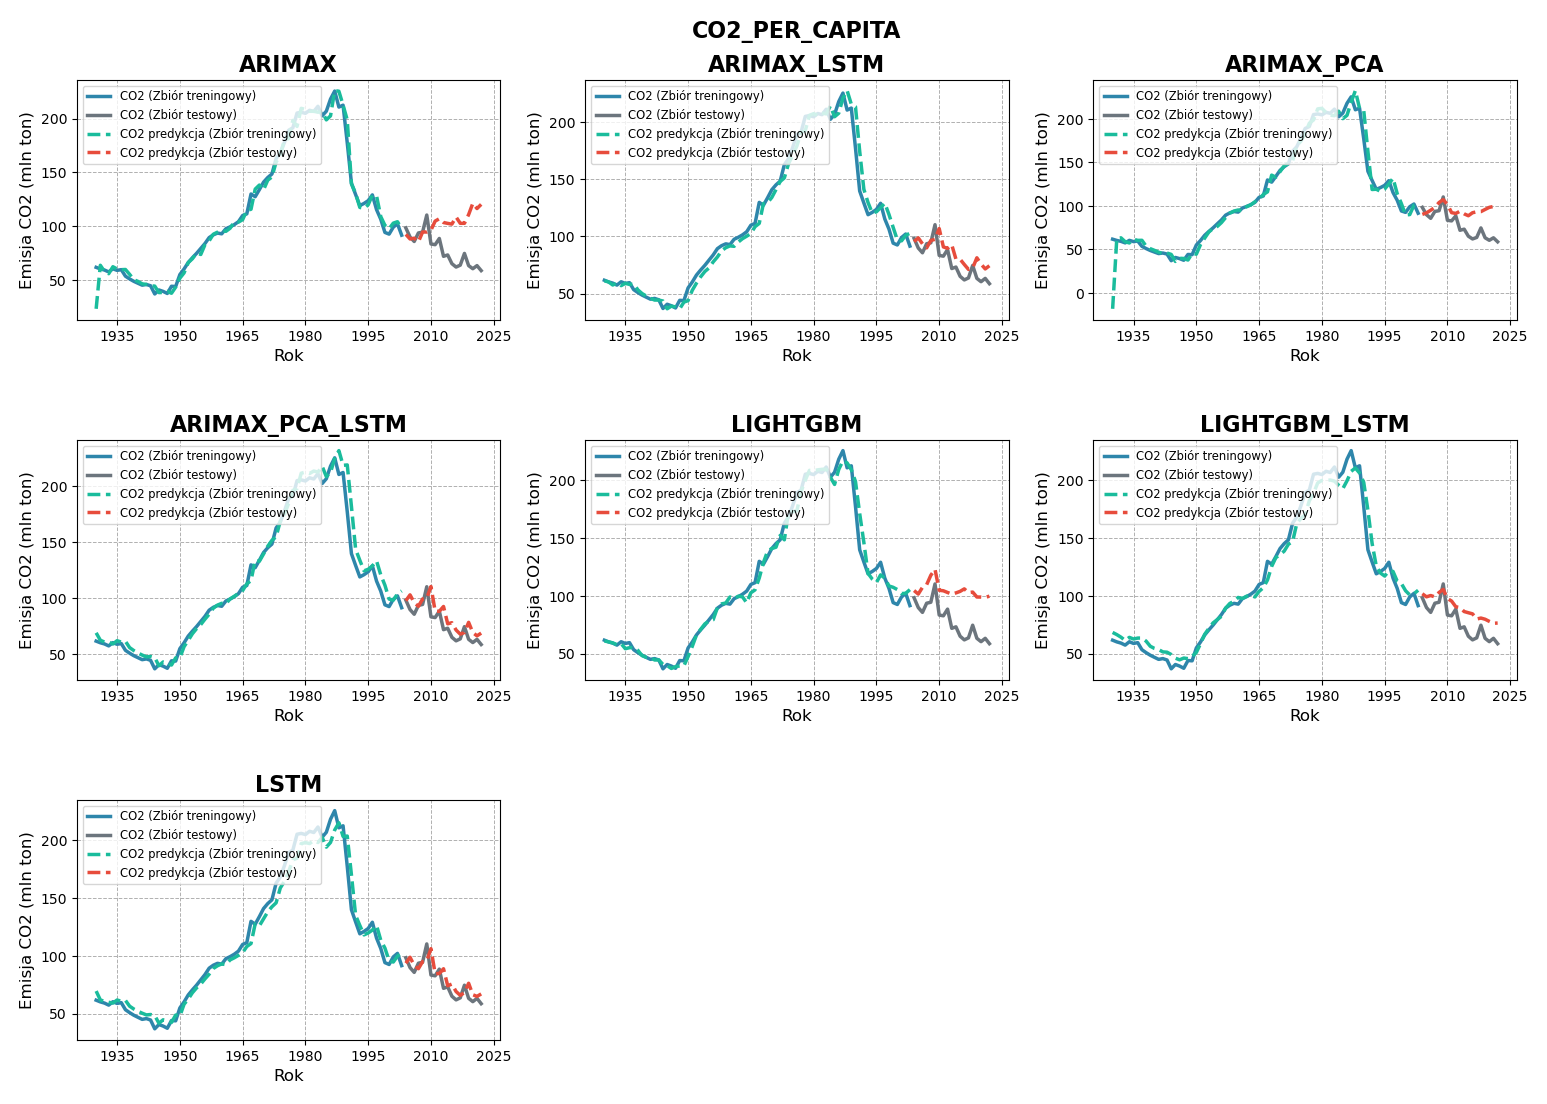 CO2_PER_CAPITA
ARIMAX
Emisja CO2 (mln ton)
CO2 (Zbiór treningowy)
CO2 (Zbiór testowy)
CO2 predykcja (Zbiór treningowy)
CO2 predykcja (Zbiór testowy)
200
150
100
50
1935 1950 1965 1980 1995 2010 2025
Rok
ARIMAX_LSTM
Emisja CO2 (mln ton)
CO2 (Zbiór treningowy)
CO2 (Zbiór testowy)
CO2 predykcja (Zbiór treningowy)
CO2 predykcja (Zbiór testowy)
200
150
100
50
1935 1950 1965 1980 1995 2010 2025
Rok
ARIMAX_PCA
Emisja CO2 (mln ton)
CO2 (Zbiór treningowy)
CO2 (Zbiór testowy)
CO2 predykcja (Zbiór treningowy)
CO2 predykcja (Zbiór testowy)
200
150
100
50
0
1935 1950 1965 1980 1995 2010 2025
Rok
ARIMAX_PCA_LSTM
Emisja CO2 (mln ton)
CO2 (Zbiór treningowy)
CO2 (Zbiór testowy)
CO2 predykcja (Zbiór treningowy)
CO2 predykcja (Zbiór testowy)
200
150
100
50
1935 1950 1965 1980 1995 2010 2025
Rok
LIGHTGBM
Emisja CO2 (mln ton)
CO2 (Zbiór treningowy)
CO2 (Zbiór testowy)
CO2 predykcja (Zbiór treningowy)
CO2 predykcja (Zbiór testowy)
200
150
100
50
1935 1950 1965 1980 1995 2010 2025
Rok
LIGHTGBM_LSTM
Emisja CO2 (mln ton)
CO2 (Zbiór treningowy)
CO2 (Zbiór testowy)
CO2 predykcja (Zbiór treningowy)
CO2 predykcja (Zbiór testowy)
200
150
100
50
1935 1950 1965 1980 1995 2010 2025
Rok
LSTM
Emisja CO2 (mln ton)
CO2 (Zbiór treningowy)
CO2 (Zbiór testowy)
CO2 predykcja (Zbiór treningowy)
CO2 predykcja (Zbiór testowy)
200
150
100
50
1935 1950 1965 1980 1995 2010 2025
Rok